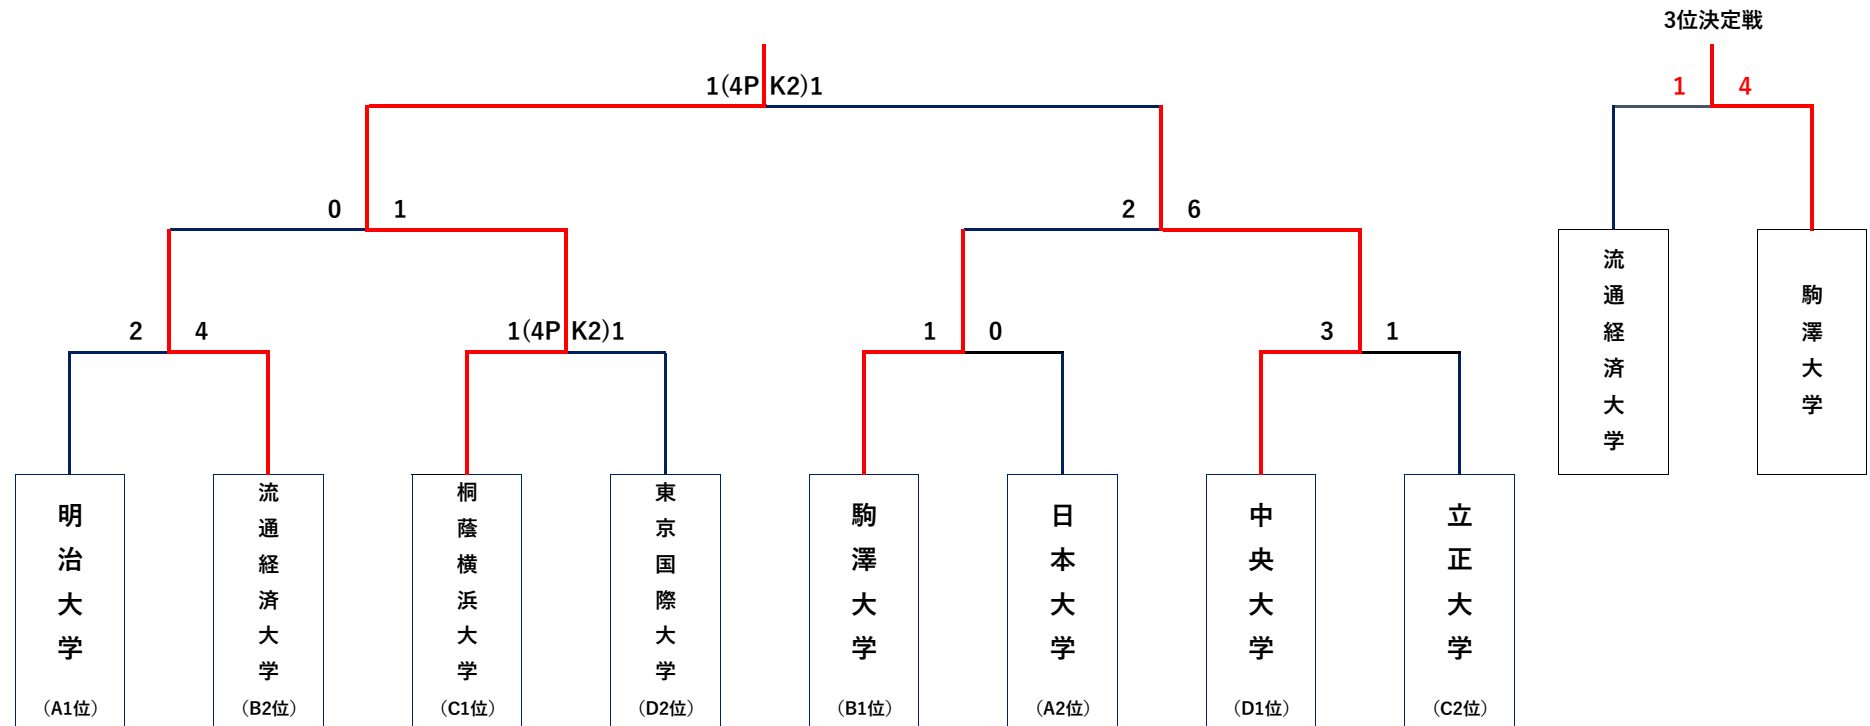 3位決定戦
1(4P K2)1
1 4
0 1
2 6
2 4
1(4P K2)1
1 0
3 1
流通経済大学
駒澤大学
明治大学
(A1位)
流通経済大学
(B2位)
桐蔭横浜大学
(C1位)
東京国際大学
(D2位)
駒澤大学
(B1位)
日本大学
(A2位)
中央大学
(D1位)
立正大学
(C2位)